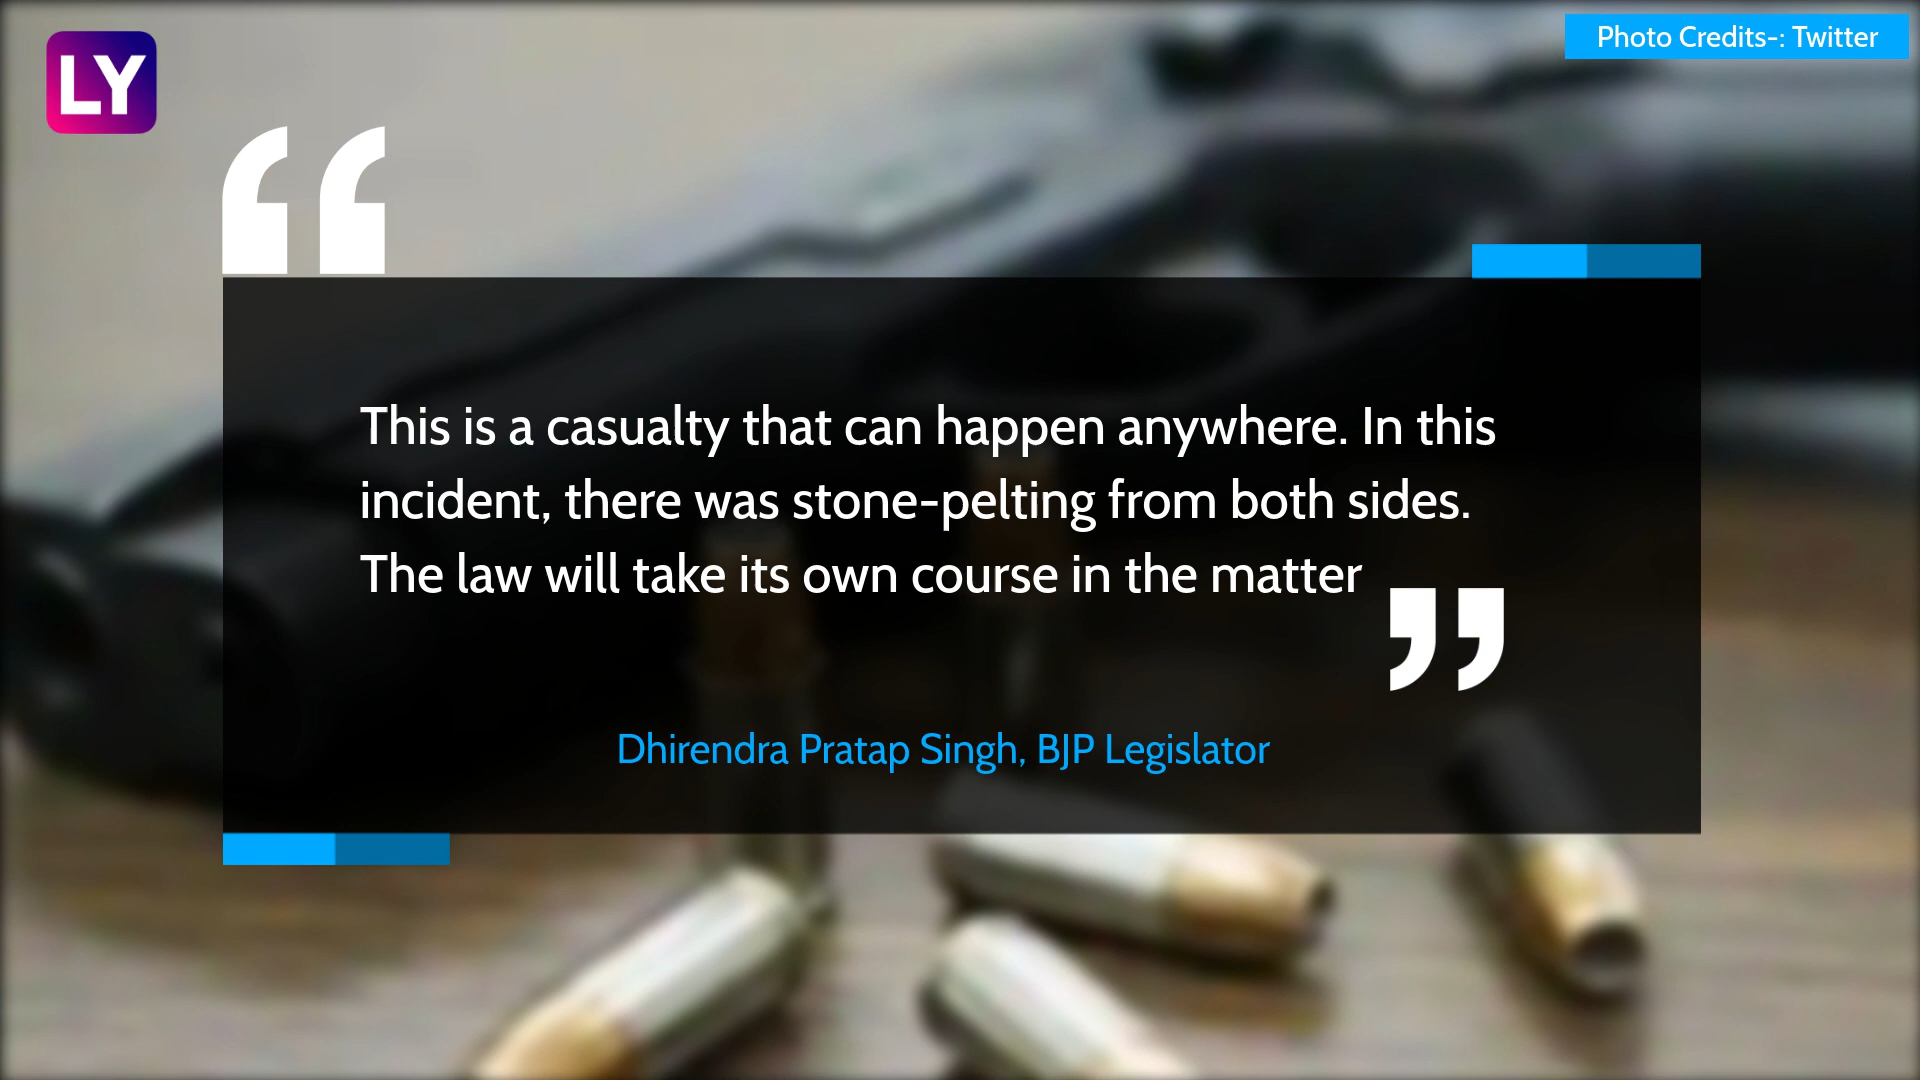 LY
Photo Credits-: Twitter
“
This is a casualty that can happen anywhere. In this
incident, there was stone-pelting from both sides.
The law will take its own course in the matter
”
Dhirendra Pratap Singh, BJP Legislator